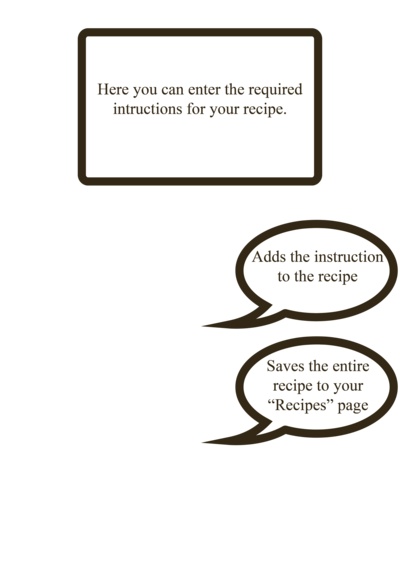 Here you can enter the required
intructions for your recipe.
Adds the instruction
to the recipe
Saves the entire
recipe to your
“Recipes” page